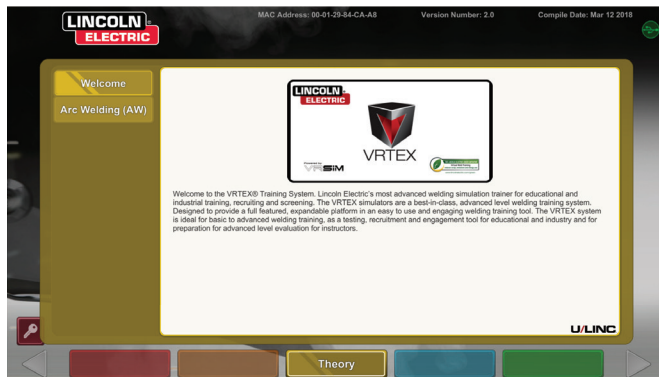 LINCOLN ®
ELECTRIC
MAC Address: 00-01-29-84-CA-A8 Version Number: 2.0 Compile Date: Mar 12 2018
Welcome
Arc Welding (AW)
LINCOLN
ELECTRIC
VRTEX
Powered by
VRSIM
Welcome to the VRTEX® Training System. Lincoln Electric's most advanced welding simulation trainer for educational and
industrial training, recruiting and screening. The VRTEX simulators are a best-in-class, advanced level welding training system.
Designed to provide a full featured, expandable platform in an easy to use and engaging welding training tool. The VRTEX system
is ideal for basic to advanced welding training, as a testing, recruitment and engagement tool for educational and industry and for
preparation for advanced level evaluation for instructors.
U/LINC
Theory